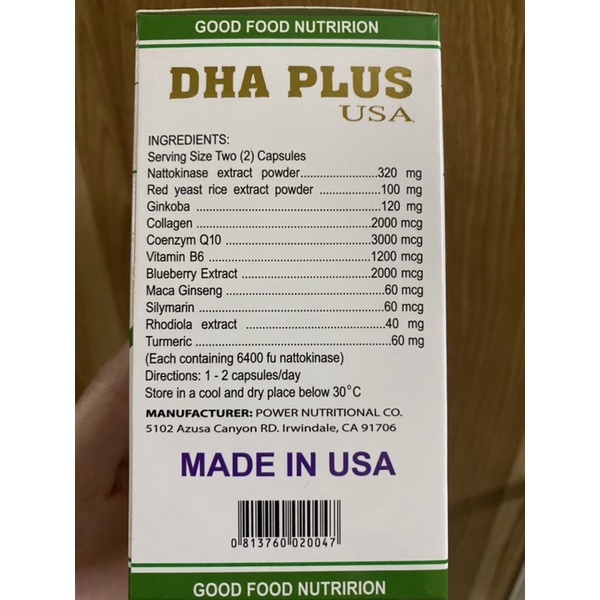 GOOD FOOD NUTRIRION
DHA PLUS
USA
INGREDIENTS:
Serving Size Two (2) Capsules
Nattokinase extract powder.......................320 mg
Red yeast rice extract powder ..................100 mg
Ginkoba .......................................................120 mg
Collagen ....................................................2000 mcg
Coenzym Q10 ...........................................3000 mcg
Vitamin B6 .................................................1200 mcg
Blueberry Extract ......................................2000 mcg
Maca Ginseng ................................................60 mcg
Silymarin .......................................................60 mcg
Rhodiola extract ............................................40 mg
Turmeric .........................................................60 mg
(Each containing 6400 fu nattokinase)
Directions: 1 - 2 capsules/day
Store in a cool and dry place below 30°C
MANUFACTURER: POWER NUTRITIONAL CO.
5102 Azusa Canyon RD. Irwindale, CA 91706
MADE IN USA
0 813760 020047
GOOD FOOD NUTRIRION